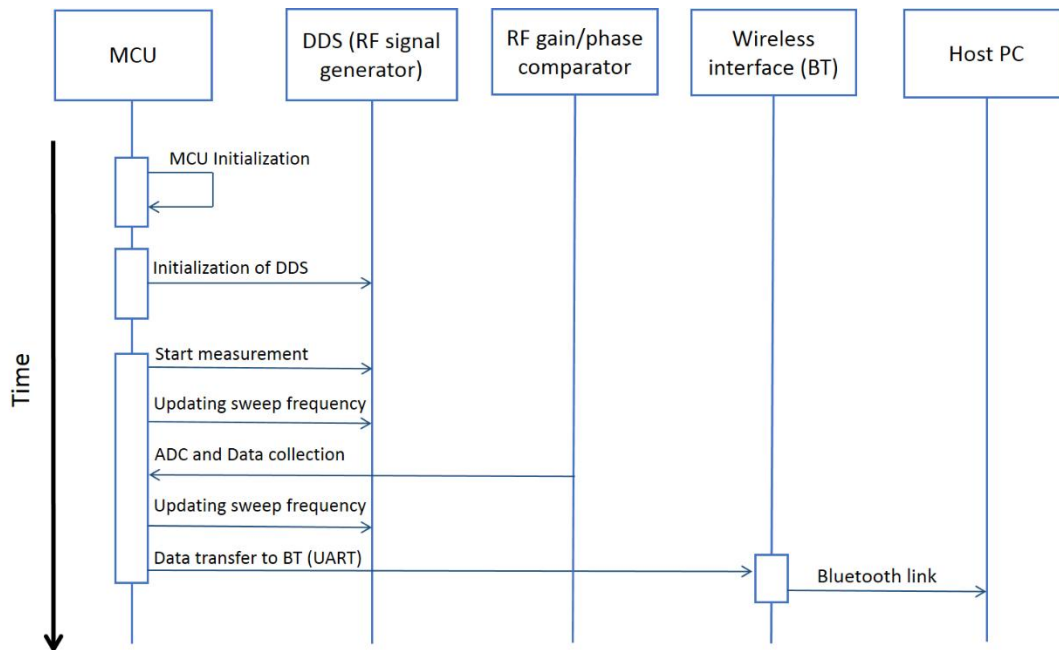 MCU
DDS (RF signal
generator)
RF gain/phase
comparator
Wireless
interface (BT)
Host PC
Time
MCU Initialization
Initialization of DDS
Start measurement
Updating sweep frequency
ADC and Data collection
Updating sweep frequency
Data transfer to BT (UART)
Bluetooth link